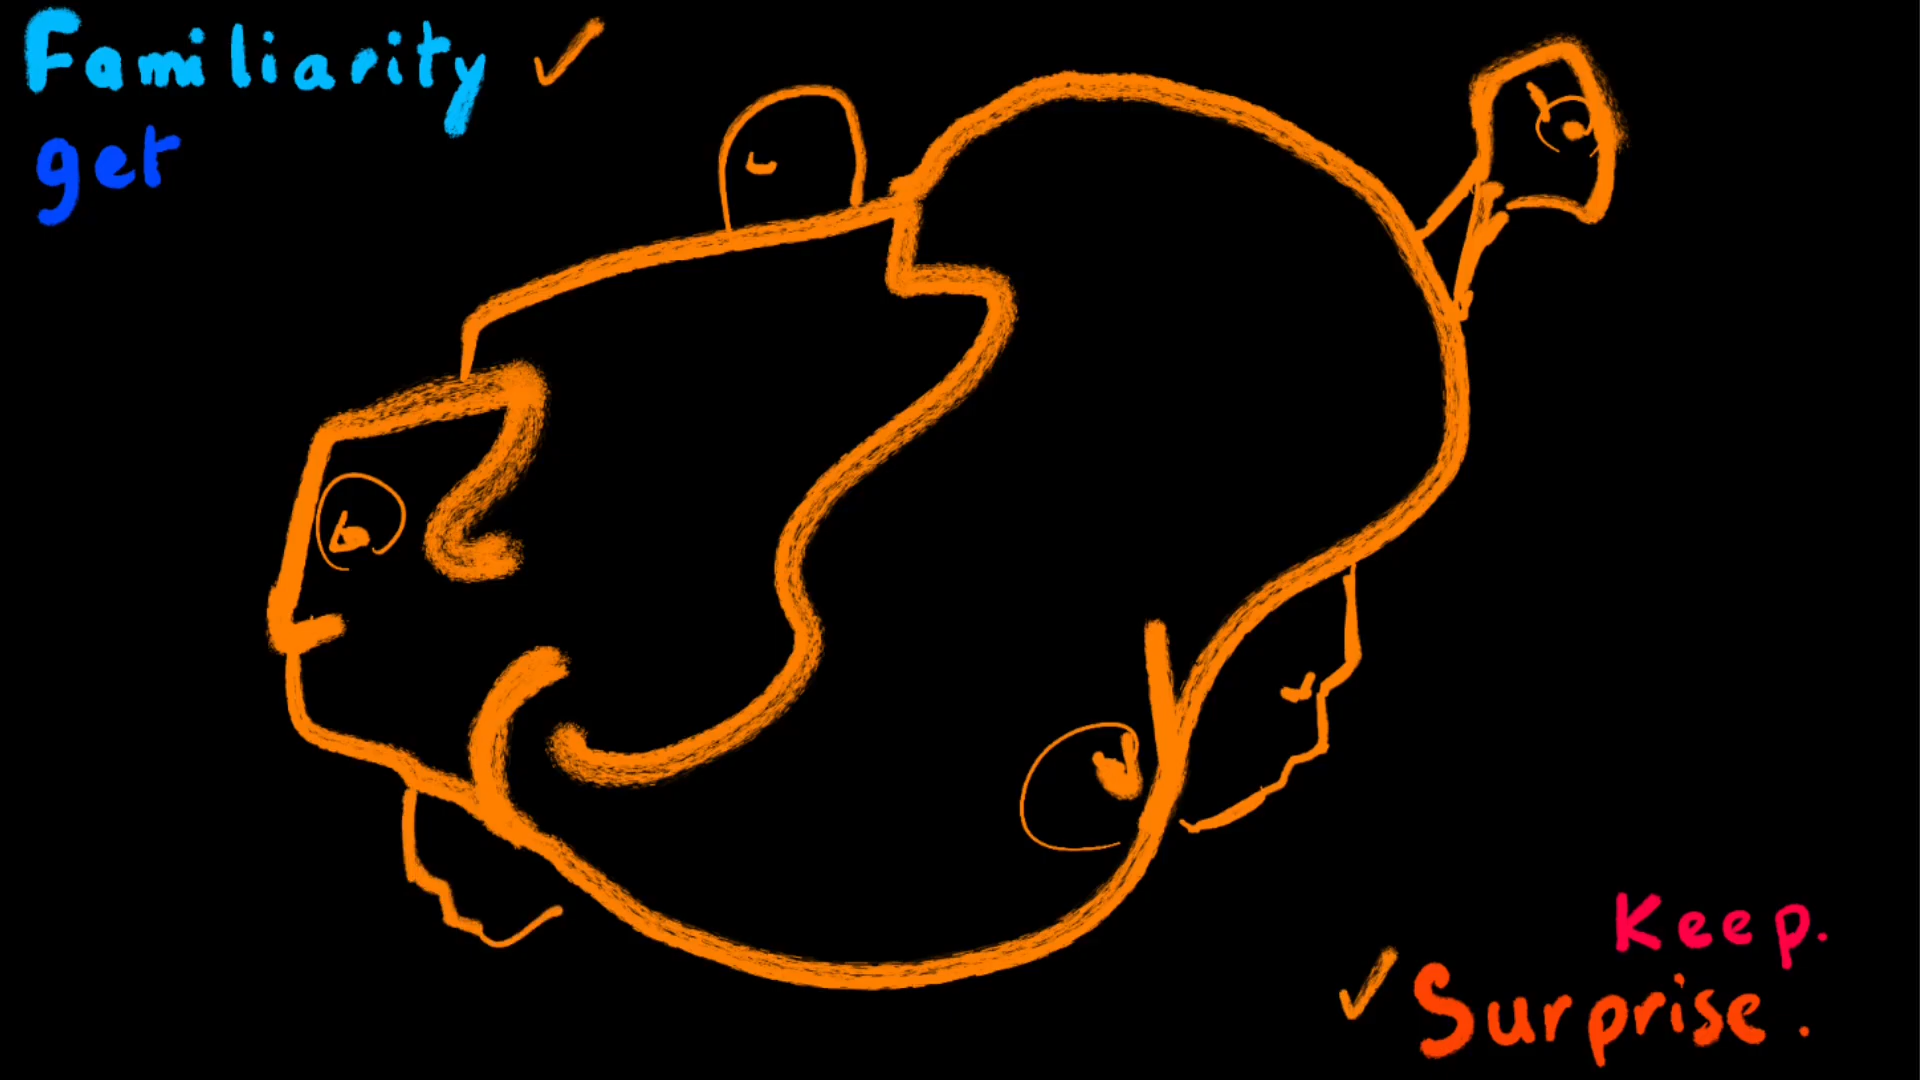 Familiarity ✓
get
Keep.
✓ Surprise.